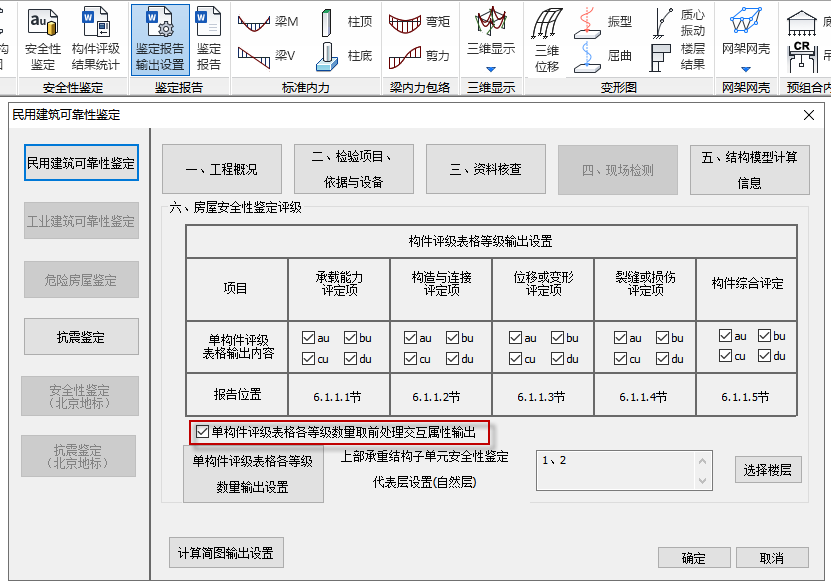 梁M
柱顶
弯矩
振型
质心
振动
安全性
鉴定
构件评级
结果统计
鉴定报告
输出设置
鉴定
报告
三维显示
三维
位移
网架网壳
CR
梁V
柱底
剪力
屈曲
楼层
结果
安全性鉴定
鉴定报告
标准内力
梁内力包络
三维显示
变形图
网架网壳
预组合内
民用建筑可靠性鉴定
民用建筑可靠性鉴定
工业建筑可靠性鉴定
危险房屋鉴定
抗震鉴定
安全性鉴定
（北京地标）
抗震鉴定
（北京地标）
一、工程概况
二、检验项目、
依据与设备
三、资料核查
四、现场检测
五、结构模型计算
信息
六、房屋安全性鉴定评级
构件评级表格等级输出设置
项目
承载能力
评定项
构造与连接
评定项
位移或变形
评定项
裂缝或损伤
评定项
构件综合评定
单构件评级
表格输出内容
au bu
cu du
au bu
cu du
au bu
cu du
au bu
cu du
au bu
cu du
报告位置
6.1.1.1节
6.1.1.2节
6.1.1.3节
6.1.1.4节
6.1.1.5节
单构件评级表格各等级数量取前处理交互属性输出
单构件评级表格各等级
数量输出设置
上部承重结构子单元安全性鉴定
代表层设置(自然层)
1、2
选择楼层
计算简图输出设置
确定
取消